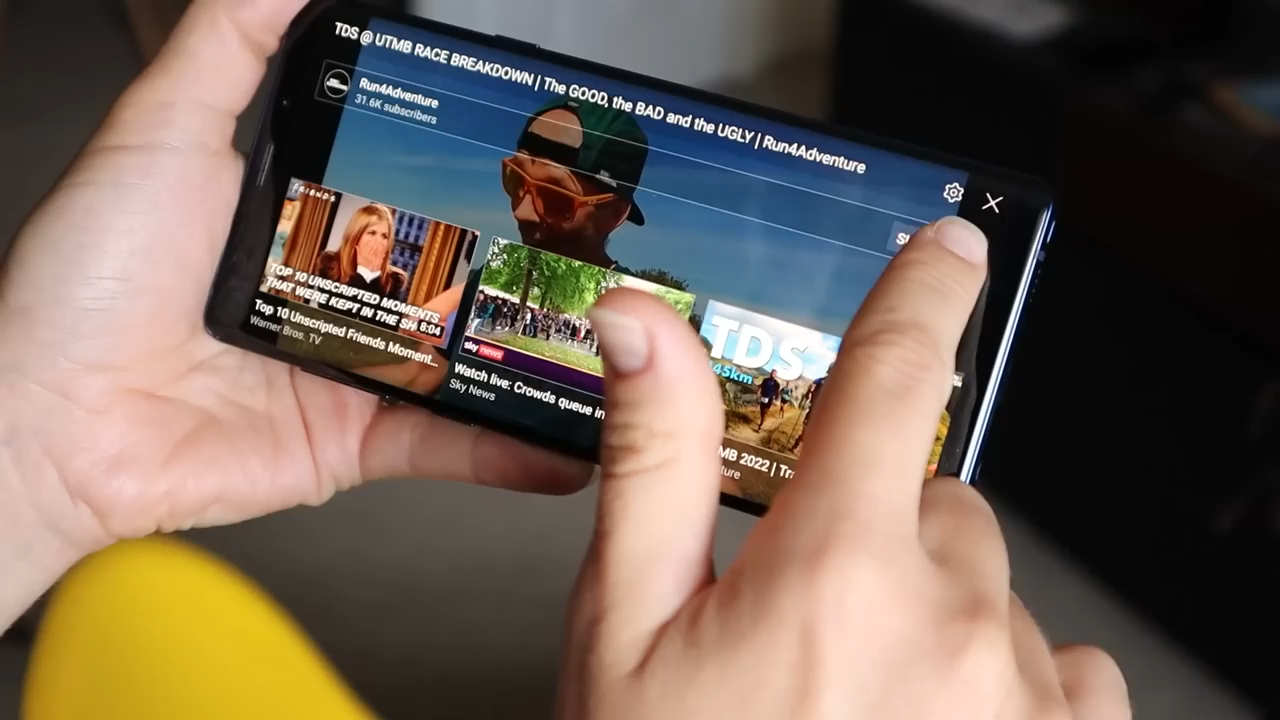 TDS @ UTMB RACE BREAKDOWN | The GOOD, the BAD and the UGLY | Run4Adventure
Run4Adventure
31.6K subscribers
FRIENDS
TOP 10 UNSCRIPTED MOMENTS
THAT WERE KEPT IN THE SH
8:04
Top 10 Unscripted Friends Moment...
Warner Bros. TV
sky news
Watch live: Crowds queue in
Sky News
TDS
145km
MB 2022 | Tr
ture